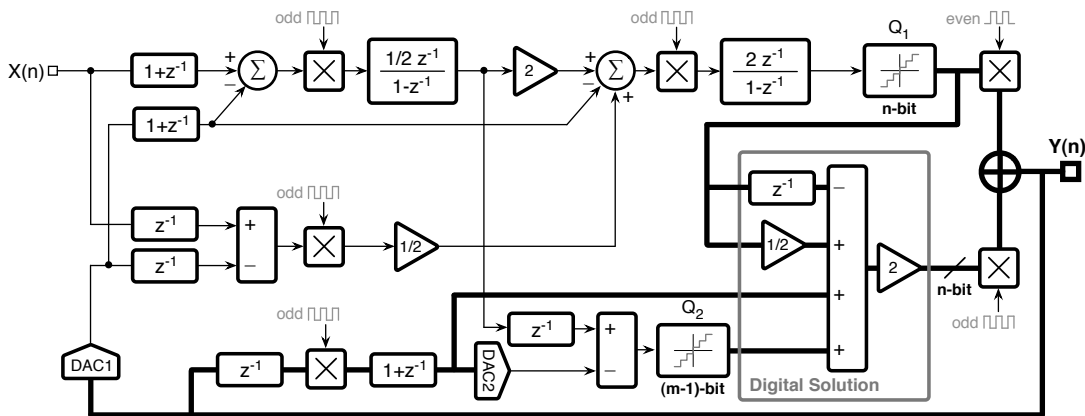 odd
odd
even
Q1
X(n)
1+z-1
+
−
Σ
1/2 z-1
1-z-1
2
+
−
Σ
+
2 z-1
1-z-1
n-bit
1+z-1
Y(n)
odd
z-1
z-1
+
−
1/2
z-1
−
1/2
+
2
+
+
n-bit
odd
odd
Q2
DAC1
z-1
1+z-1
DAC2
z-1
+
−
(m-1)-bit
Digital Solution